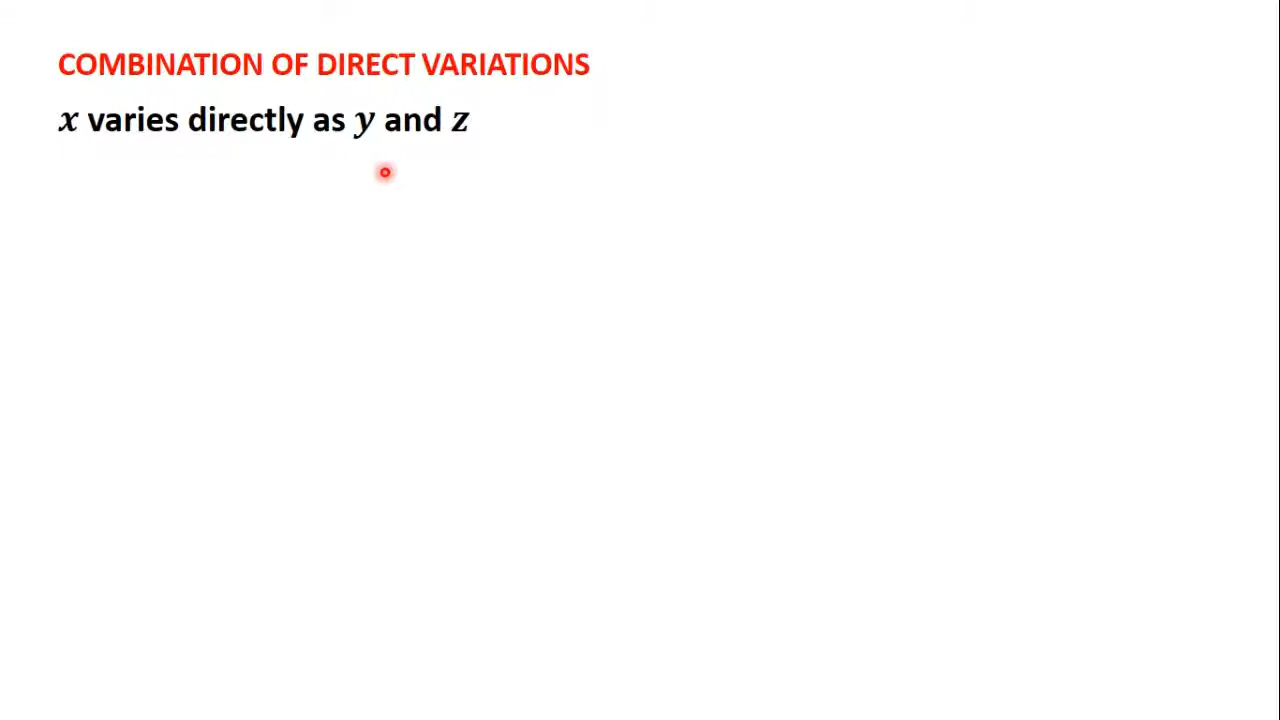 COMBINATION OF DIRECT VARIATIONS
x varies directly as y and z